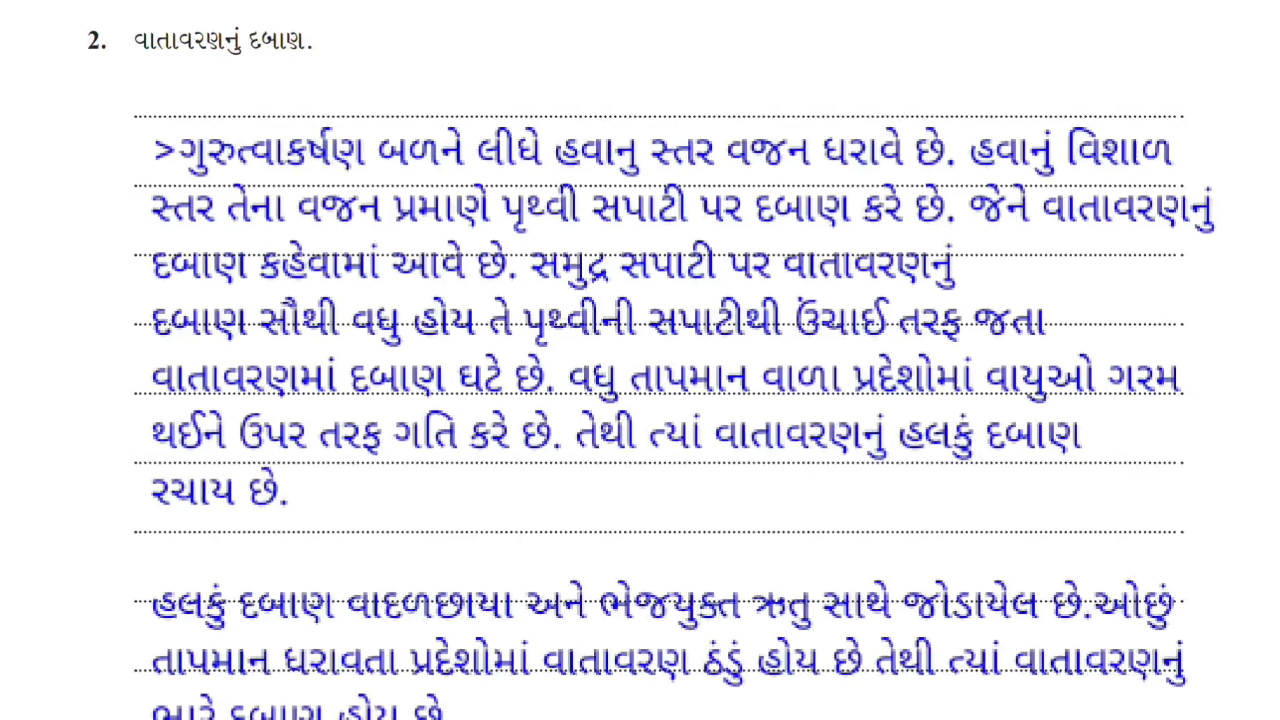 2. વાતાવરણનું દબાણ.
>ગુરુત્વાકર્ષણ બળને લીધે હવાનુ સ્તર વજન ધરાવે છે. હવાનું વિશાળ
સ્તર તેના વજન પ્રમાણે પૃથ્વી સપાટી પર દબાણ કરે છે. જેને વાતાવરણનું
દબાણ કહેવામાં આવે છે. સમુદ્ર સપાટી પર વાતાવરણનું
દબાણ સૌથી વધુ હોય તે પૃથ્વીની સપાટીથી ઉંચાઈ તરફ જતા
વાતાવરણમાં દબાણ ઘટે છે. વધુ તાપમાન વાળા પ્રદેશોમાં વાયુઓ ગરમ
થઈને ઉપર તરફ ગતિ કરે છે. તેથી ત્યાં વાતાવરણનું હલકું દબાણ
રચાય છે.
હલકું દબાણ વાદળછાયા અને ભેજયુક્ત ઋતુ સાથે જોડાયેલ છે.ઓછું
તાપમાન ધરાવતા પ્રદેશોમાં વાતાવરણ ઠંડું હોય છે તેથી ત્યાં વાતાવરણનું
ભારે દબાણ હોય છે